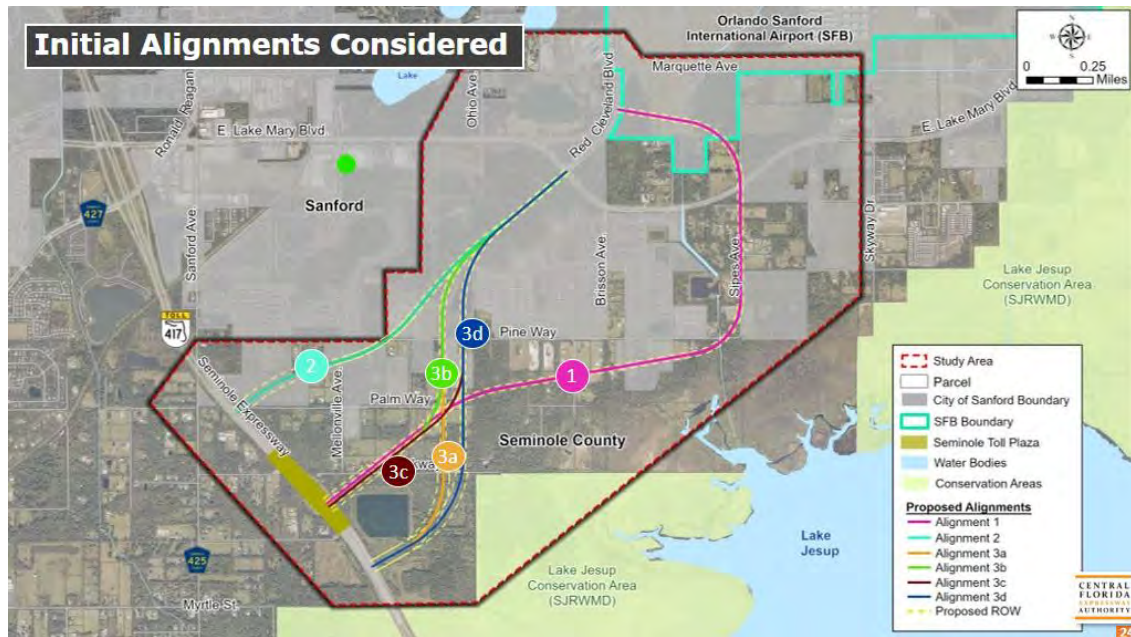 Initial Alignments Considered
Orlando Sanford
International Airport (SFB)
0 0.25
Miles
Lake
Ohio Ave.
Red Cleveland Blvd
Marquette Ave.
Ronald Reagan
E. Lake Mary Blvd.
E. Lake Mary Blvd
Sanford
COUNTY
427
Sanford Ave.
Brisson Ave.
Sipes Ave.
Skyway Dr
Lake Jesup
Conservation Area
(SJRWMD)
TOLL
417
Pine Way
3d
2
3b
1
Seminole Expressway
Mellonville Ave.
Palm Way
Seminole County
3a
3c
COUNTY
425
Myrtle St.
Lake Jesup
Conservation Area
(SJRWMD)
Lake
Jesup
Study Area
Parcel
City of Sanford Boundary
SFB Boundary
Seminole Toll Plaza
Water Bodies
Conservation Areas
Proposed Alignments
Alignment 1
Alignment 2
Alignment 3a
Alignment 3b
Alignment 3c
Alignment 3d
Proposed ROW
CENTRAL
FLORIDA
EXPRESSWAY
AUTHORITY